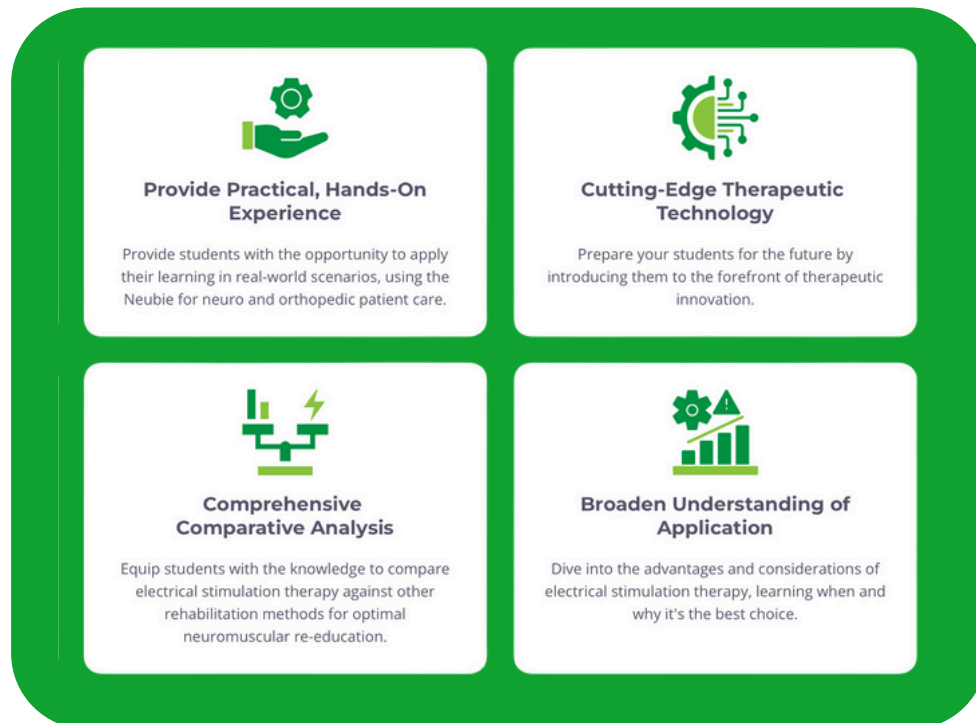 Provide Practical, Hands-On
Experience
Provide students with the opportunity to apply
their learning in real-world scenarios, using the
Neubie for neuro and orthopedic patient care.
Cutting-Edge Therapeutic
Technology
Prepare your students for the future by
introducing them to the forefront of therapeutic
innovation.
Comprehensive
Comparative Analysis
Equip students with the knowledge to compare
electrical stimulation therapy against other
rehabilitation methods for optimal
neuromuscular re-education.
Broaden Understanding of
Application
Dive into the advantages and considerations of
electrical stimulation therapy, learning when and
why it's the best choice.